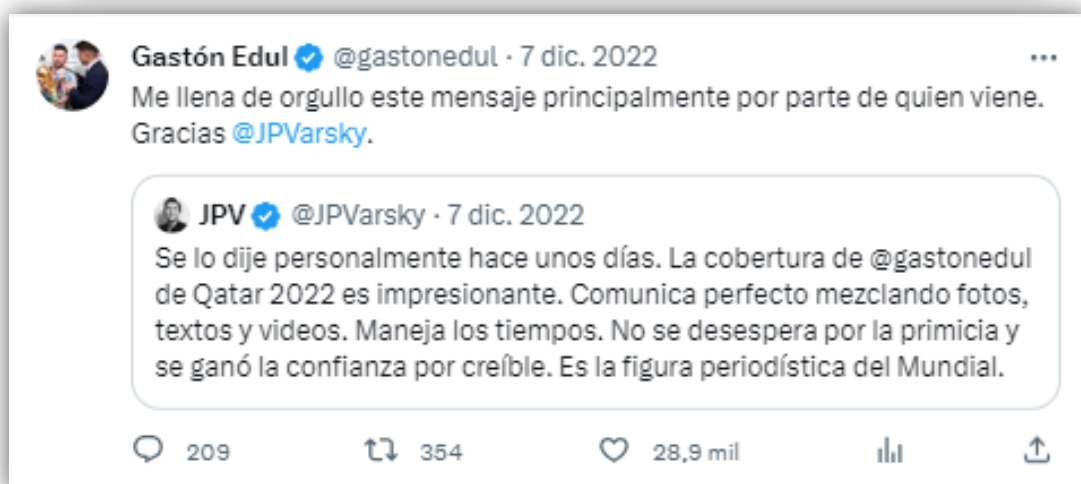 Gastón Edul @gastonedul · 7 dic. 2022
Me llena de orgullo este mensaje principalmente por parte de quien viene.
Gracias @JPVarsky.
JPV @JPVarsky · 7 dic. 2022
Se lo dije personalmente hace unos días. La cobertura de @gastonedul
de Qatar 2022 es impresionante. Comunica perfecto mezclando fotos,
textos y videos. Maneja los tiempos. No se desespera por la primicia y
se ganó la confianza por creíble. Es la figura periodística del Mundial.
209 354 28,9 mil